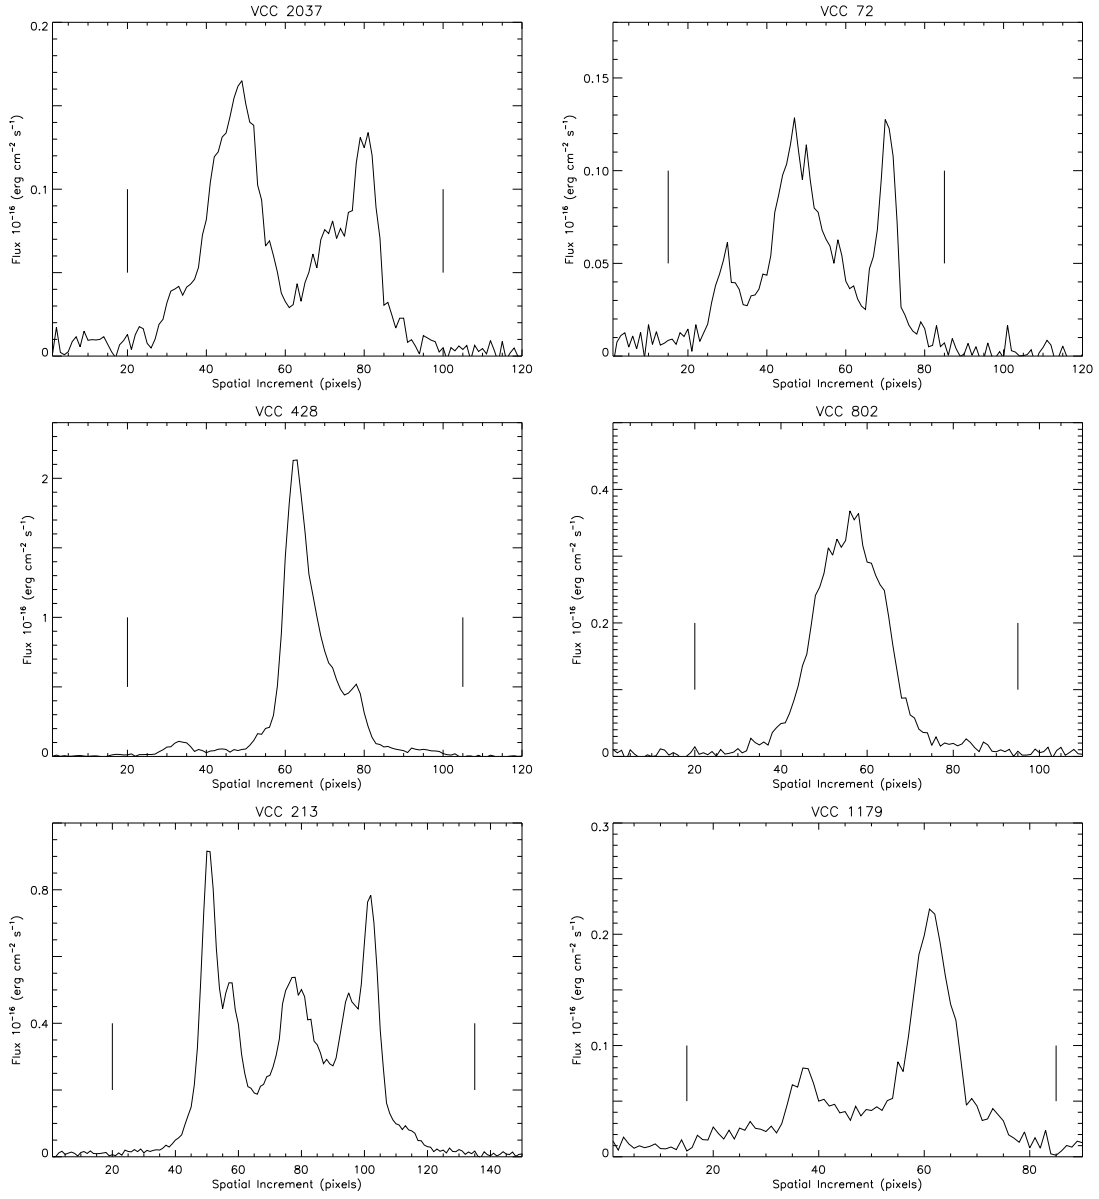 VCC 2037
0.2
0.1
0
Flux 10⁻¹⁶ (erg cm⁻² s⁻¹)
20 40 60 80 100 120
Spatial Increment (pixels)
VCC 72
0.15
0.10
0.05
0
Flux 10⁻¹⁶ (erg cm⁻² s⁻¹)
20 40 60 80 100 120
Spatial Increment (pixels)
VCC 428
2
1
0
Flux 10⁻¹⁶ (erg cm⁻² s⁻¹)
20 40 60 80 100 120
Spatial Increment (pixels)
VCC 802
0.4
0.2
0
Flux 10⁻¹⁶ (erg cm⁻² s⁻¹)
20 40 60 80 100
Spatial Increment (pixels)
VCC 213
0.8
0.4
0
Flux 10⁻¹⁶ (erg cm⁻² s⁻¹)
20 40 60 80 100 120 140
Spatial Increment (pixels)
VCC 1179
0.3
0.2
0.1
0
Flux 10⁻¹⁶ (erg cm⁻² s⁻¹)
20 40 60 80
Spatial Increment (pixels)